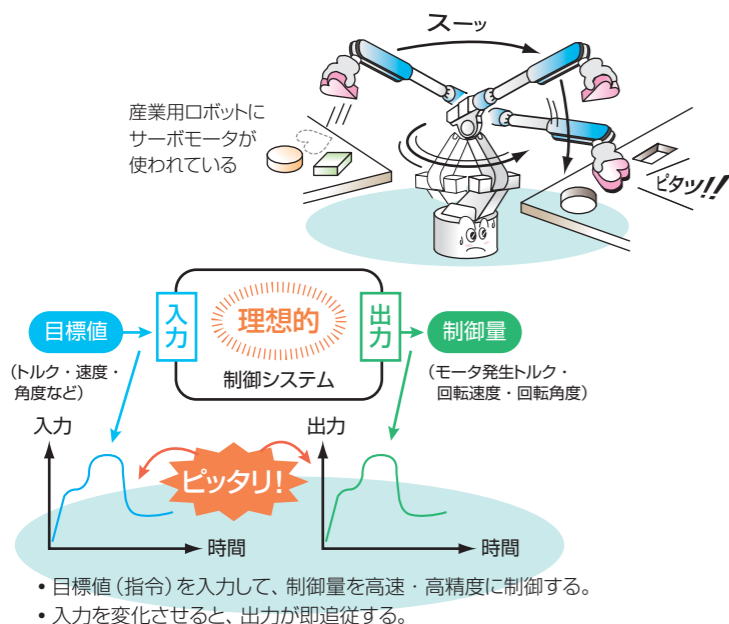 スーッ
産業用ロボットに
サーボモータが
使われている
ピタッ!!
目標値
入力
理想的
制御システム
出力
制御量
(トルク・速度・
角度など)
(モータ発生トルク・
回転速度・回転角度)
入力
時間
ピッタリ!
出力
時間
• 目標値(指令)を入力して、制御量を高速・高精度に制御する。
• 入力を変化させると、出力が即追従する。